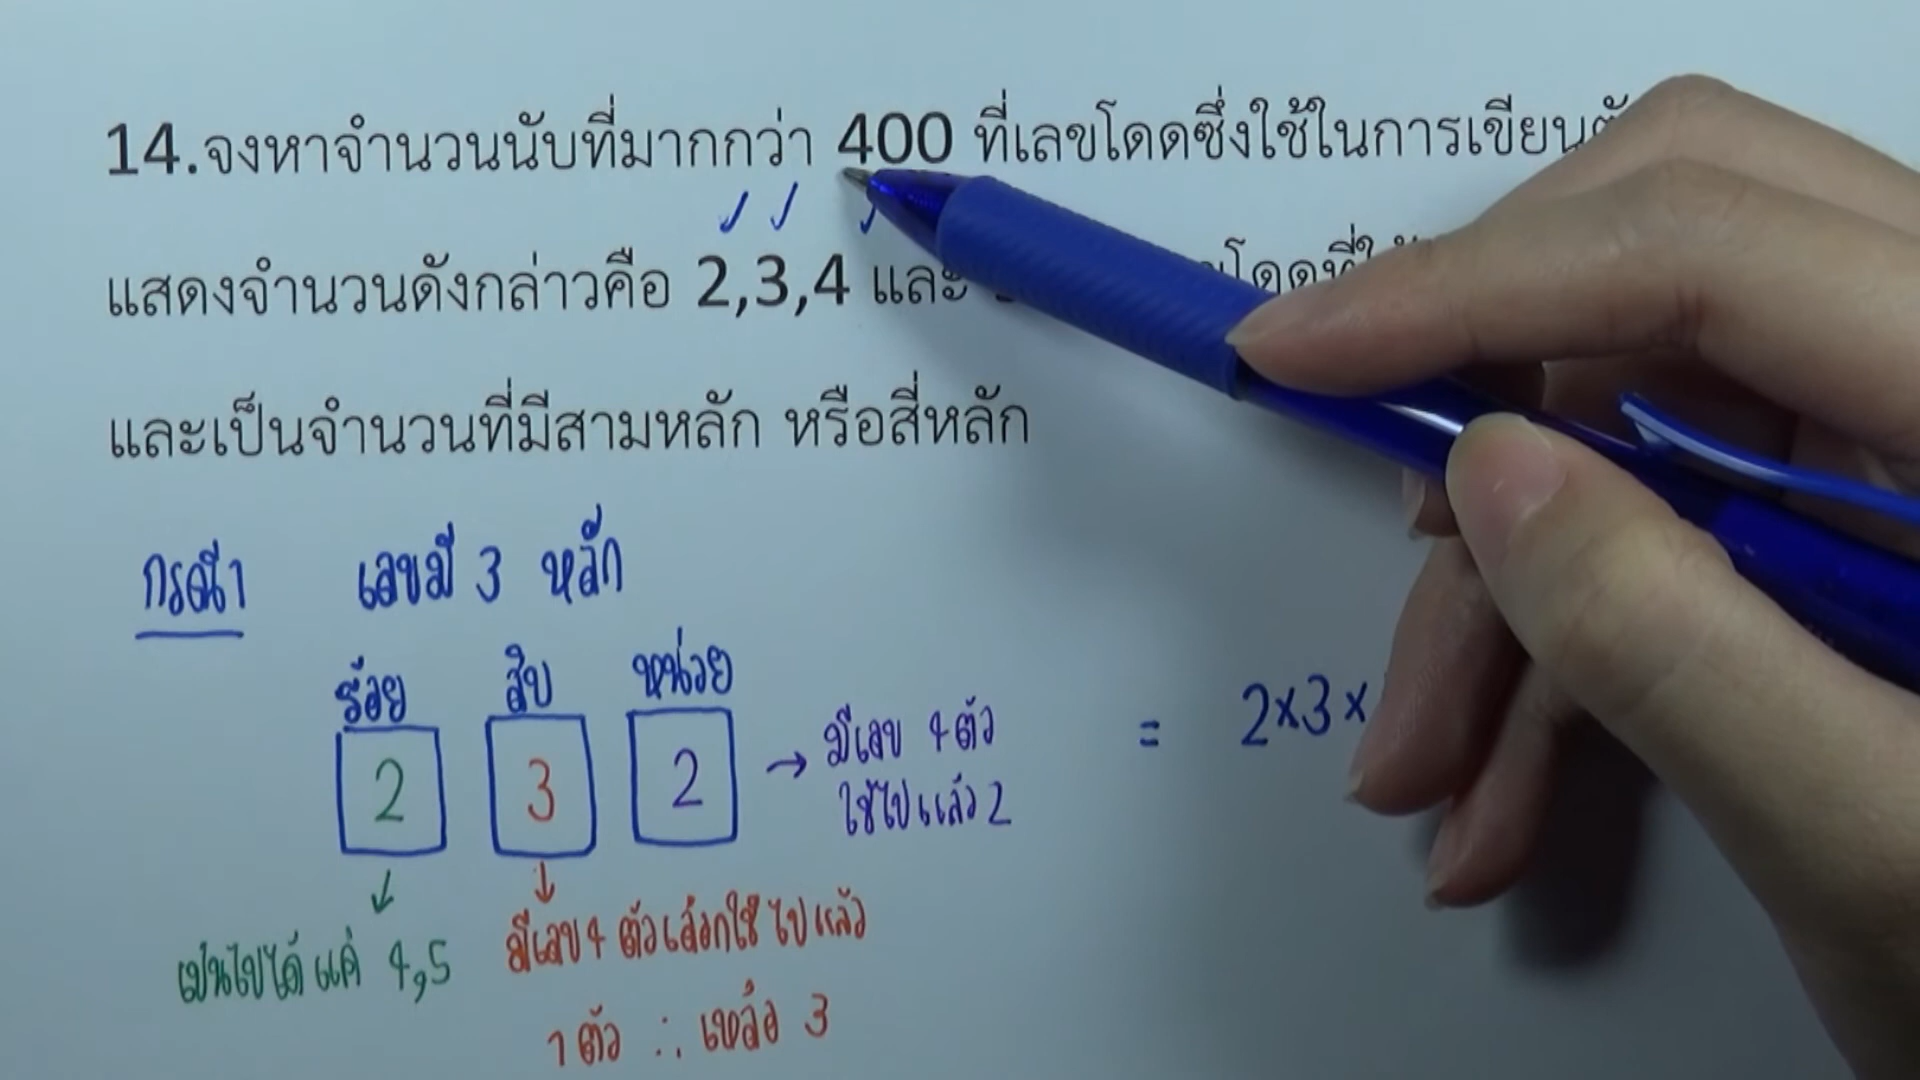 14.จงหาจำนวนนับที่มากกว่า 400 ที่เลขโดดซึ่งใช้ในการเขียน
แสดงจำนวนดังกล่าวคือ 2,3,4 และ
และเป็นจำนวนที่มีสามหลัก หรือสี่หลัก
กรณี1 เลขมี 3 หลัก
ร้อย สิบ หน่วย
2 3 2 → มีเลข 4 ตัว = 2×3×
ใช้ไปแล้ว 2
เป็นไปได้แค่ 4,5
มีเลข 4 ตัวเลือกใช้ไปแล้ว
1 ตัว ∴ เหลือ 3